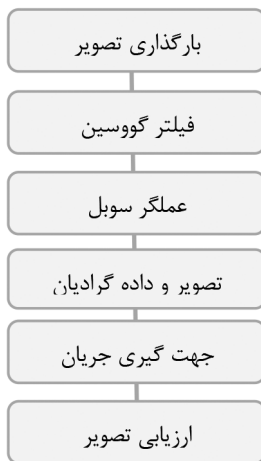 بارگذاری تصویر
فیلتر گووسین
عملگر سوبل
تصویر و داده گرادیان
جهت گیری جریان
ارزیابی تصویر